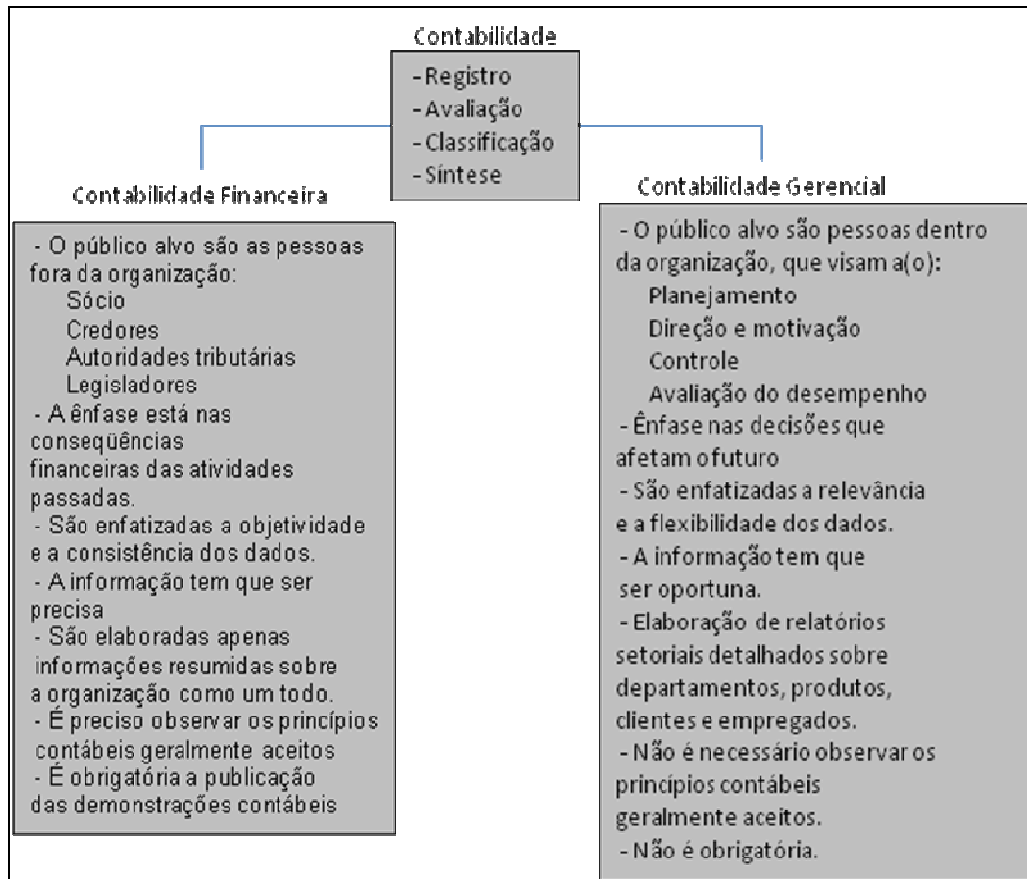 Contabilidade
- Registro
- Avaliação
- Classificação
- Síntese
Contabilidade Financeira
- O público alvo são as pessoas
fora da organização:
Sócio
Credores
Autoridades tributárias
Legisladores
- A ênfase está nas
conseqüências
financeiras das atividades
passadas.
- São enfatizadas a objetividade
e a consistência dos dados.
- A informação tem que ser
precisa
- São elaboradas apenas
informações resumidas sobre
a organização como um todo.
- É preciso observar os princípios
contábeis geralmente aceitos
- É obrigatória a publicação
das demonstrações contábeis
Contabilidade Gerencial
- O público alvo são pessoas dentro
da organização, que visam a(o):
Planejamento
Direção e motivação
Controle
Avaliação do desempenho
- Ênfase nas decisões que
afetam o futuro
- São enfatizadas a relevância
e a flexibilidade dos dados.
- A informação tem que
ser oportuna.
- Elaboração de relatórios
setoriais detalhados sobre
departamentos, produtos,
clientes e empregados.
- Não é necessário observar os
princípios contábeis
geralmente aceitos.
- Não é obrigatória.